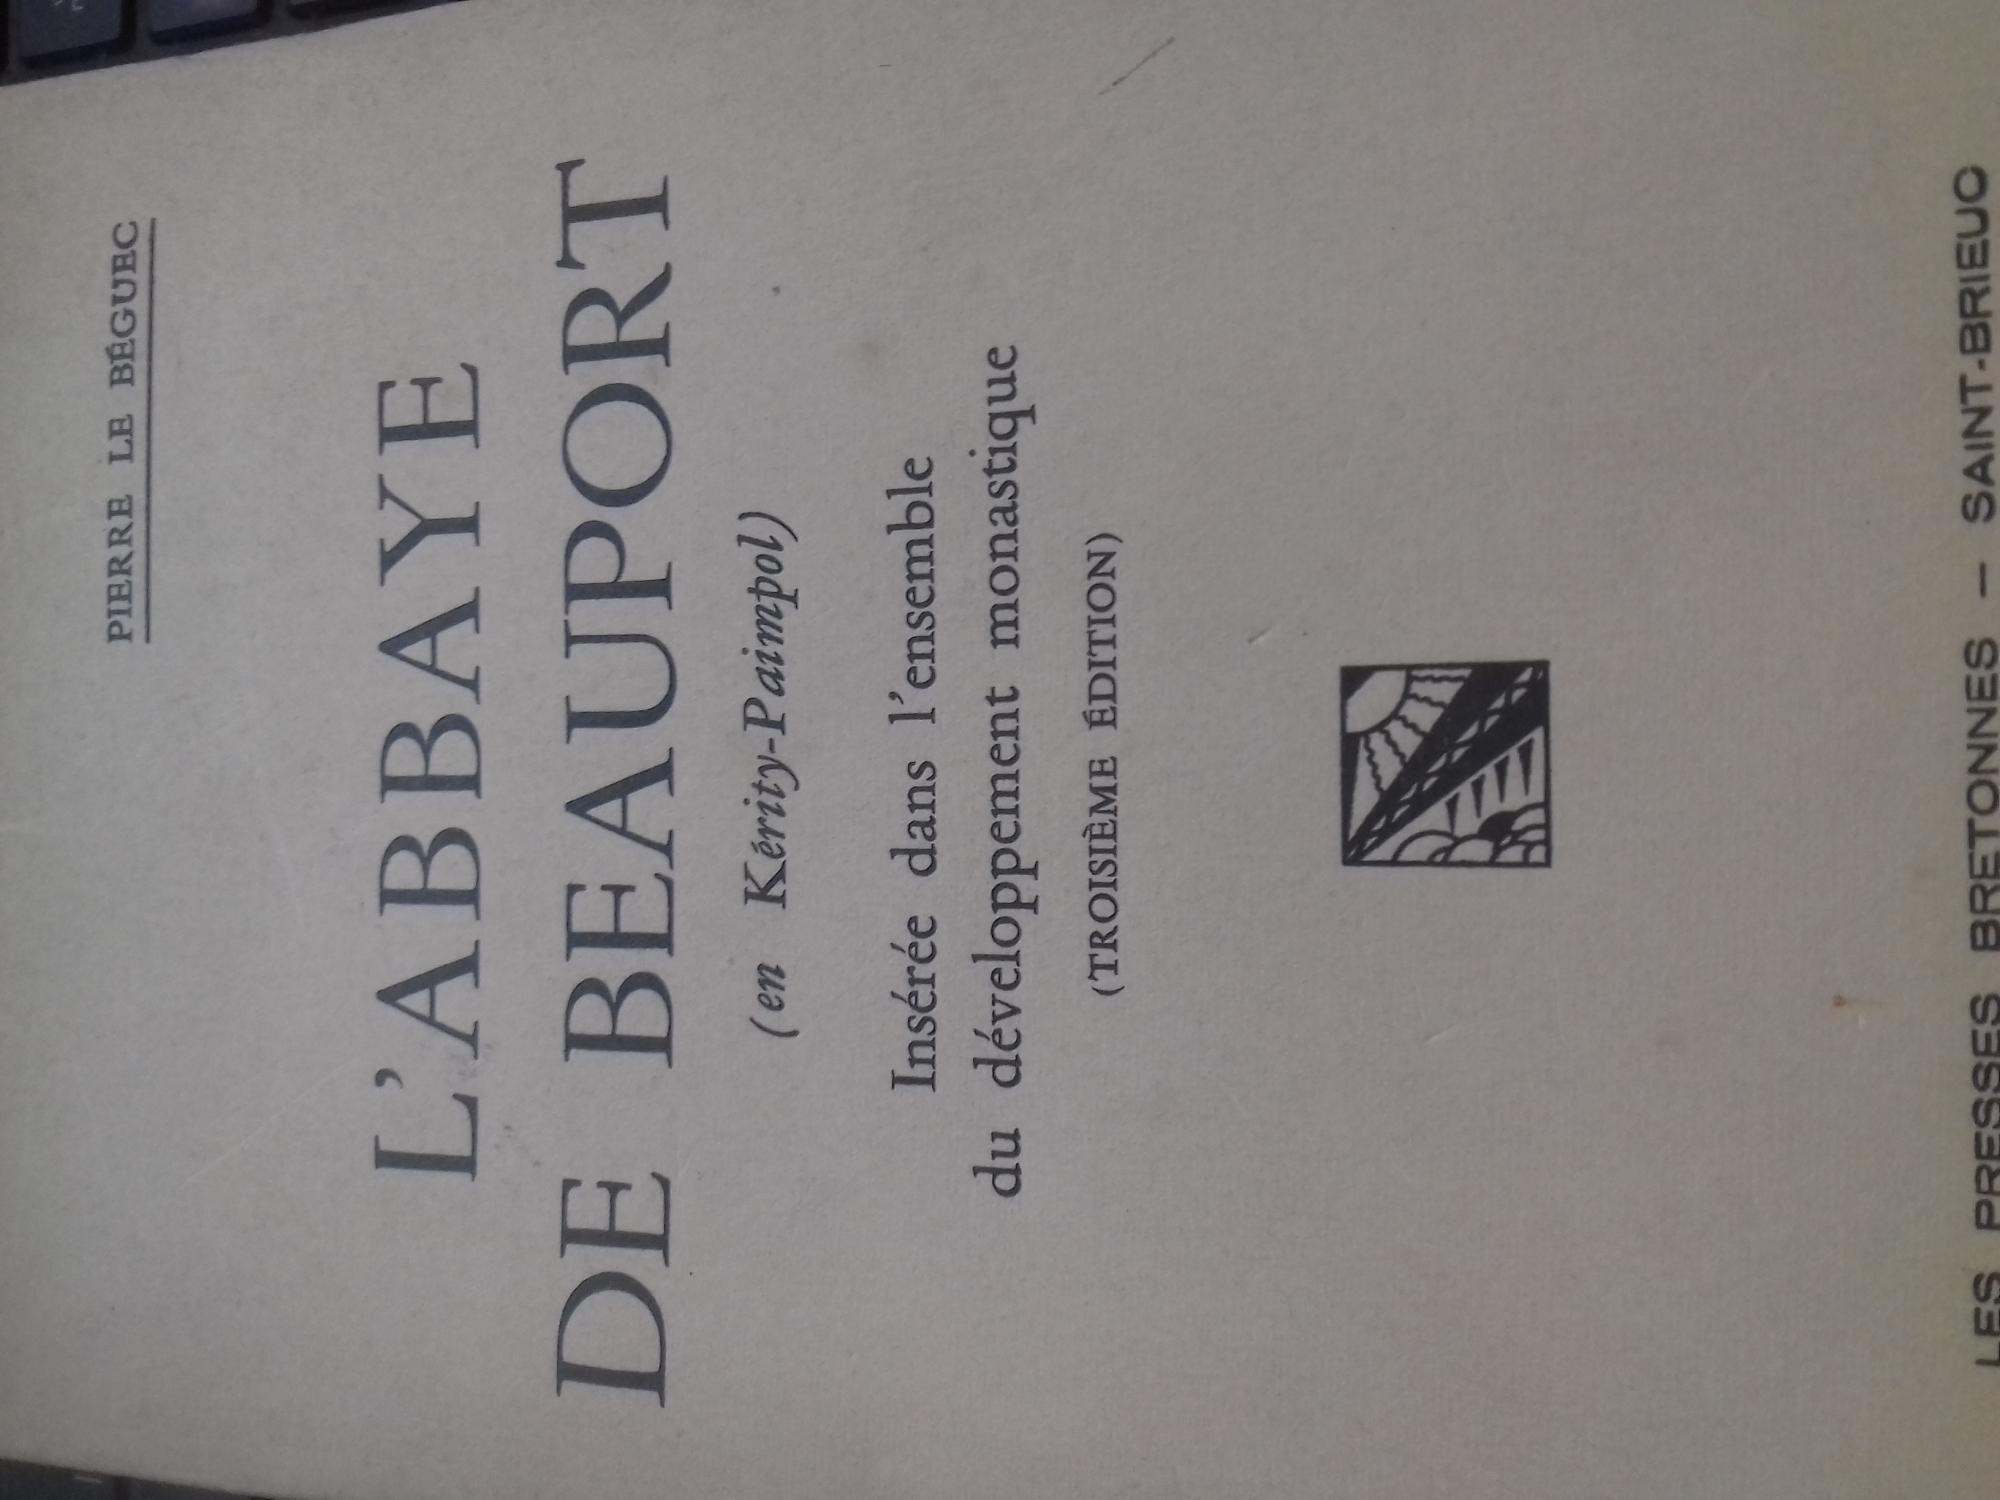 PIERRE LE BÉGUEC
L'ABBAYE
DE BEAUPORT
(en Kérity-Paimpol)
Insérée dans l'ensemble
du développement monastique
(TROISIÈME ÉDITION)
LES PRESSES BRETONNES — SAINT-BRIEUC